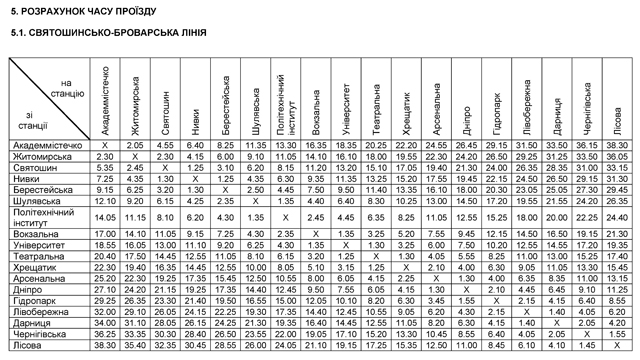 5. РОЗРАХУНОК ЧАСУ ПРОЇЗДУ
5.1. СВЯТОШИНСЬКО-БРОВАРСЬКА ЛІНІЯ
на станцію
зі станції
Академмістечко Житомирська Святошин Нивки Берестейська Шулявська Політехнічний інститут Вокзальна Університет Театральна Хрещатик Арсенальна Дніпро Гідропарк Лівобережна Дарниця Чернігівська Лісова
Академмістечко X 2.05 4.55 6.40 8.25 11.35 13.30 16.35 18.35 20.25 22.20 24.55 26.45 29.15 31.50 33.50 36.15 38.30
Житомирська 2.30 X 2.30 4.15 6.00 9.10 11.05 14.10 16.10 18.00 19.55 22.30 24.20 26.50 29.25 31.25 33.50 36.05
Святошин 5.35 2.45 X 1.25 3.10 6.20 8.15 11.20 13.20 15.10 17.05 19.40 21.30 24.00 26.35 28.35 31.00 33.15
Нивки 7.25 4.35 1.30 X 1.25 4.35 6.30 9.35 11.35 13.25 15.20 17.55 19.45 22.15 24.50 26.50 29.15 31.30
Берестейська 9.15 6.25 3.20 1.30 X 2.50 4.45 7.50 9.50 11.40 13.35 16.10 18.00 20.30 23.05 25.05 27.30 29.45
Шулявська 12.10 9.20 6.15 4.25 2.35 X 1.35 4.40 6.40 8.30 10.25 13.00 14.50 17.20 19.55 21.55 24.20 26.35
Політехнічний
інститут 14.05 11.15 8.10 6.20 4.30 1.35 X 2.45 4.45 6.35 8.25 11.05 12.55 15.25 18.00 20.00 22.25 24.40
Вокзальна 17.00 14.10 11.05 9.15 7.25 4.30 2.35 X 1.35 3.25 5.20 7.55 9.45 12.15 14.50 16.50 19.15 21.30
Університет 18.55 16.05 13.00 11.10 9.20 6.25 4.30 1.35 X 1.30 3.25 6.00 7.50 10.20 12.55 14.55 17.20 19.35
Театральна 20.40 17.50 14.45 12.55 11.05 8.10 6.15 3.20 1.25 X 1.30 4.05 5.55 8.25 11.00 13.00 15.25 17.40
Хрещатик 22.30 19.40 16.35 14.45 12.55 10.00 8.05 5.10 3.15 1.25 X 2.10 4.00 6.30 9.05 11.05 13.30 15.45
Арсенальна 25.20 22.30 19.25 17.35 15.45 12.50 10.55 8.00 6.05 4.15 2.25 X 1.30 4.00 6.35 8.35 11.00 13.15
Дніпро 27.10 24.20 21.15 19.25 17.35 14.40 12.45 9.50 7.55 6.05 4.15 1.30 X 2.10 4.45 6.45 9.10 11.25
Гідропарк 29.25 26.35 23.30 21.40 19.50 16.55 15.00 12.05 10.10 8.20 6.30 3.45 1.55 X 2.15 4.15 6.40 8.55
Лівобережна 32.00 29.10 26.05 24.15 22.25 19.30 17.35 14.40 12.45 10.55 9.05 6.20 4.30 2.15 X 1.40 4.05 6.20
Дарниця 34.00 31.10 28.05 26.15 24.25 21.30 19.35 16.40 14.45 12.55 11.05 8.20 6.30 4.15 1.40 X 2.05 4.20
Чернігівська 36.25 33.35 30.30 28.40 26.50 23.55 22.00 19.05 17.10 15.20 13.30 10.45 8.55 6.40 4.05 2.05 X 1.55
Лісова 38.30 35.40 32.35 30.45 28.55 26.00 24.05 21.10 19.15 17.25 15.35 12.50 11.00 8.45 6.10 4.10 1.45 X